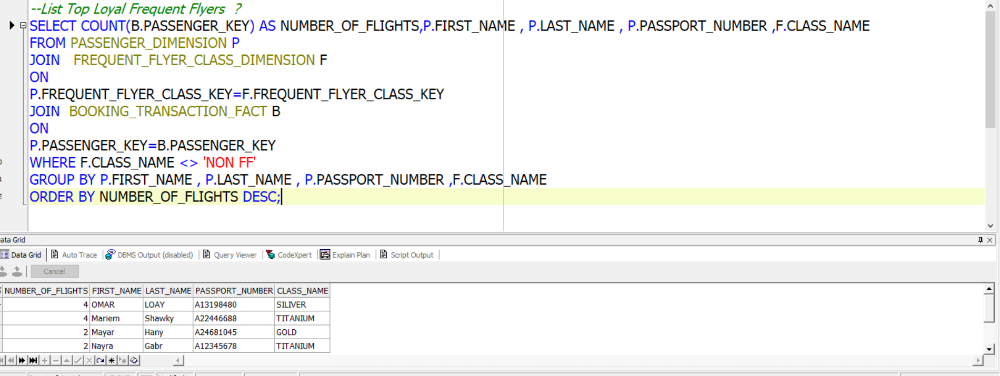 --List Top Loyal Frequent Flyers  ?
SELECT COUNT(B.PASSENGER_KEY) AS NUMBER_OF_FLIGHTS,P.FIRST_NAME , P.LAST_NAME , P.PASSPORT_NUMBER ,F.CLASS_NAME
FROM PASSENGER_DIMENSION P
JOIN   FREQUENT_FLYER_CLASS_DIMENSION F
ON
P.FREQUENT_FLYER_CLASS_KEY=F.FREQUENT_FLYER_CLASS_KEY
JOIN  BOOKING_TRANSACTION_FACT B
ON
P.PASSENGER_KEY=B.PASSENGER_KEY
WHERE F.CLASS_NAME <> 'NON FF'
GROUP BY P.FIRST_NAME , P.LAST_NAME , P.PASSPORT_NUMBER ,F.CLASS_NAME
ORDER BY NUMBER_OF_FLIGHTS DESC;
ata Grid
Data Grid Auto Trace DBMS Output (disabled) Query Viewer CodeXpert Explain Plan Script Output
Cancel
NUMBER_OF_FLIGHTS FIRST_NAME LAST_NAME PASSPORT_NUMBER CLASS_NAME
4 OMAR LOAY A13198480 SILIVER
4 Mariem Shawky A22446688 TITANIUM
2 Mayar Hany A24681045 GOLD
2 Nayra Gabr A12345678 TITANIUM